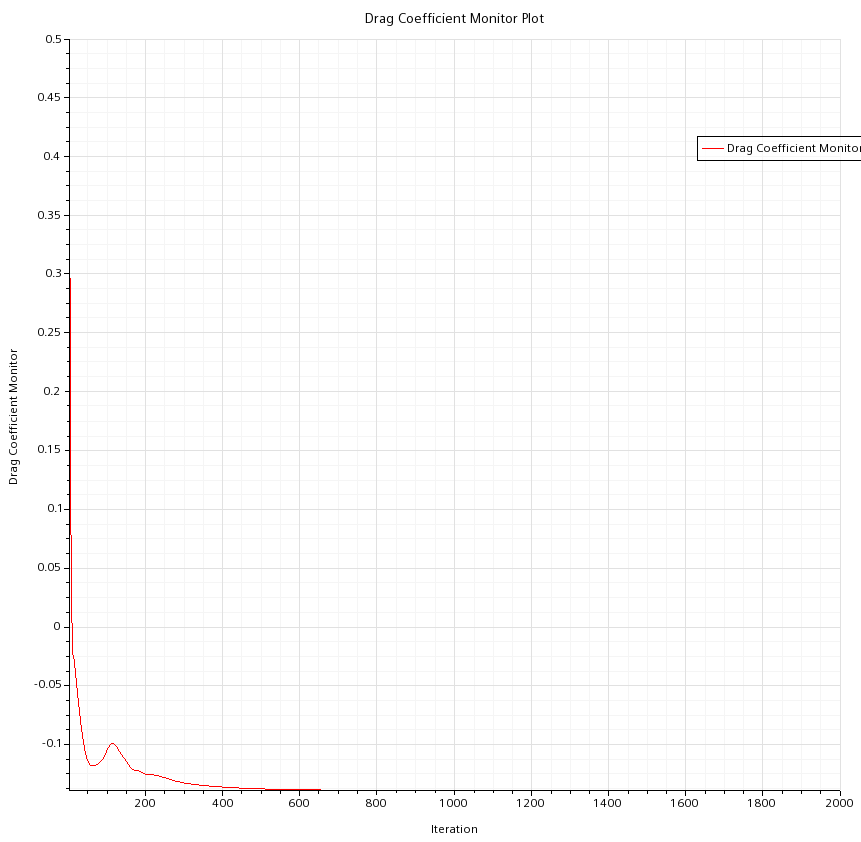 Drag Coefficient Monitor Plot
0.5
0.45
0.4
Drag Coefficient Monitor
0.35
0.3
0.25
0.2
0.15
0.1
0.05
0
-0.05
-0.1
Drag Coefficient Monitor
200 400 600 800 1000 1200 1400 1600 1800 2000
Iteration